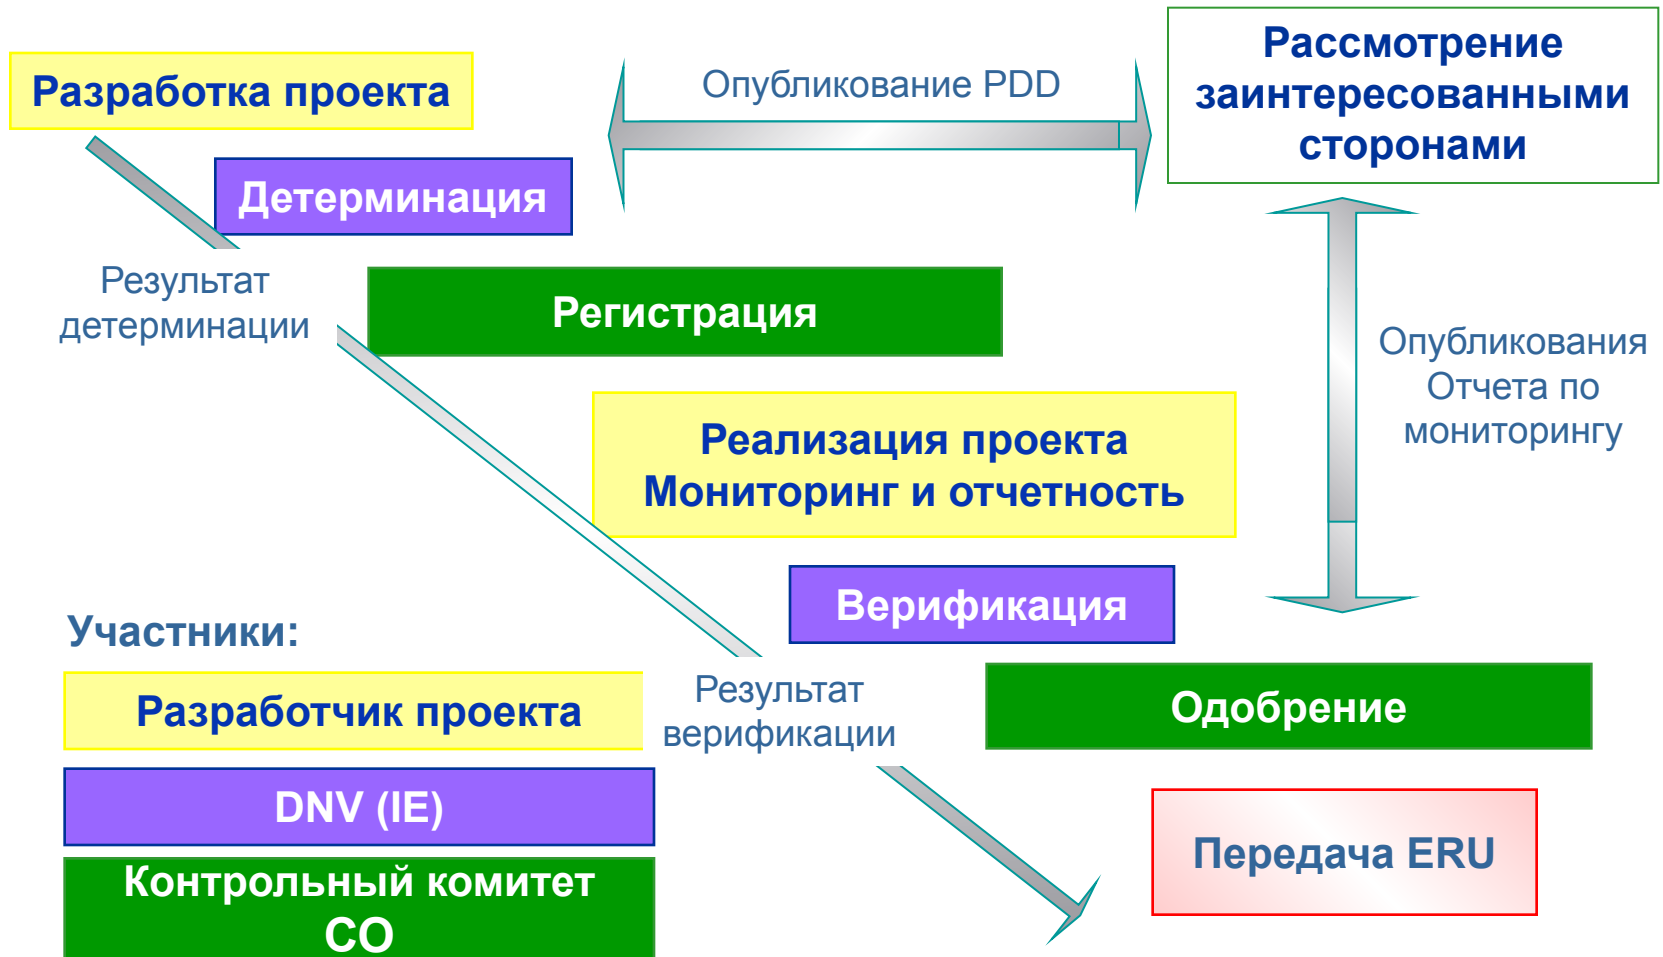 Разработка проекта
Опубликование PDD
Рассмотрение
заинтересованными
сторонами
Детерминация
Результат
детерминации
Регистрация
Опубликования
Отчета по
мониторингу
Реализация проекта
Мониторинг и отчетность
Верификация
Участники:
Разработчик проекта
Результат
верификации
Одобрение
DNV (IE)
Передача ERU
Контрольный комитет
СО